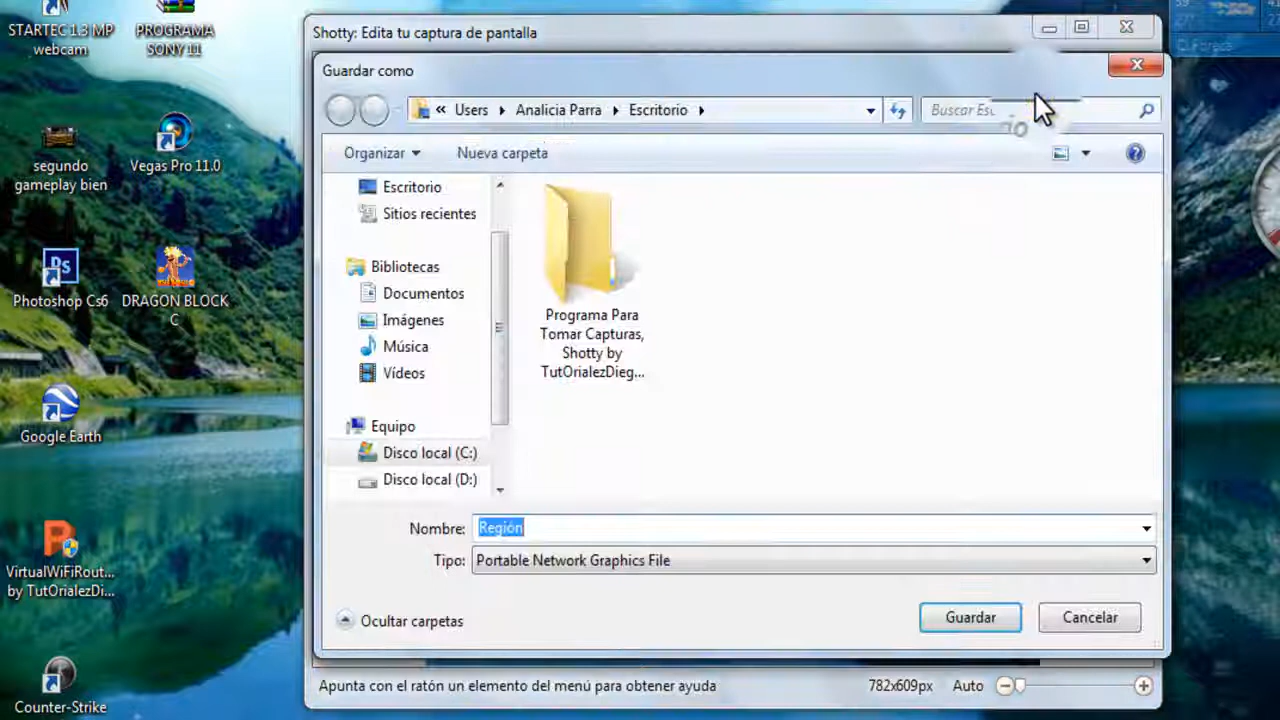 STARTEC 1.3 MP
webcam
PROGRAMA
SONY 11
segundo
gameplay bien
Vegas Pro 11.0
Photoshop Cs6
DRAGON BLOCK
C
Google Earth
VirtualWiFiRout...
by TutOrialezDi...
Counter-Strike
Shotty: Edita tu captura de pantalla
Guardar como
« Users Analicia Parra Escritorio
Buscar Esc
Organizar
Nueva carpeta
Escritorio
Sitios recientes
Bibliotecas
Documentos
Imágenes
Música
Vídeos
Equipo
Disco local (C:)
Disco local (D:)
Programa Para
Tomar Capturas,
Shotty by
TutOrialezDieg...
Nombre: Región
Tipo: Portable Network Graphics File
Ocultar carpetas
Guardar
Cancelar
Apunta con el ratón un elemento del menú para obtener ayuda
782x609px
Auto